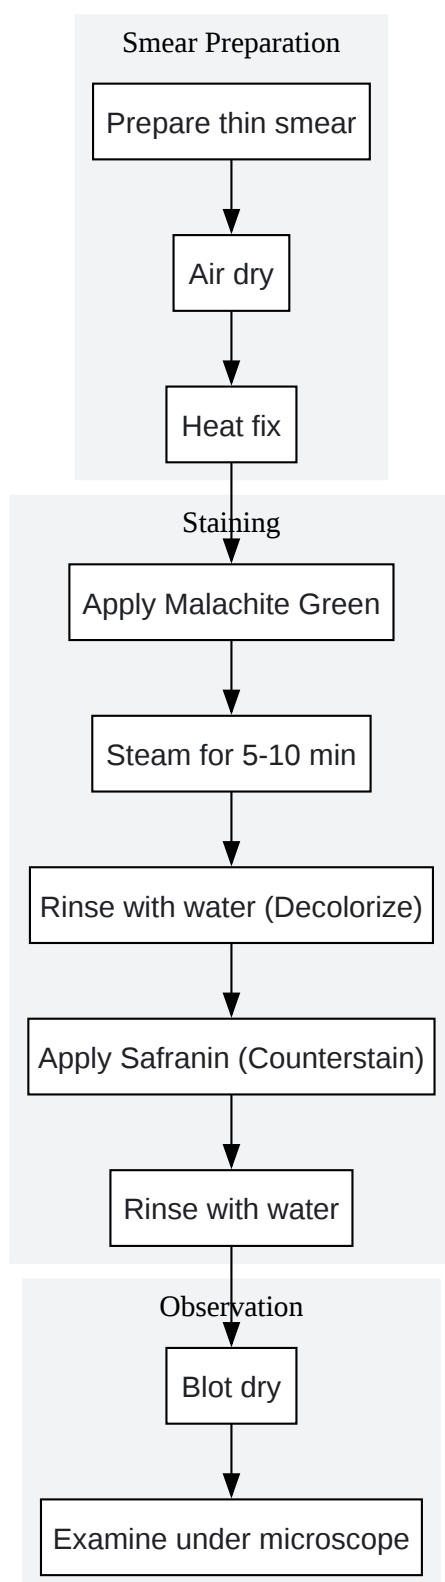 Smear Preparation
Prepare thin smear
Air dry
Heat fix
Staining
Apply Malachite Green
Steam for 5-10 min
Rinse with water (Decolorize)
Apply Safranin (Counterstain)
Rinse with water
Observation
Blot dry
Examine under microscope